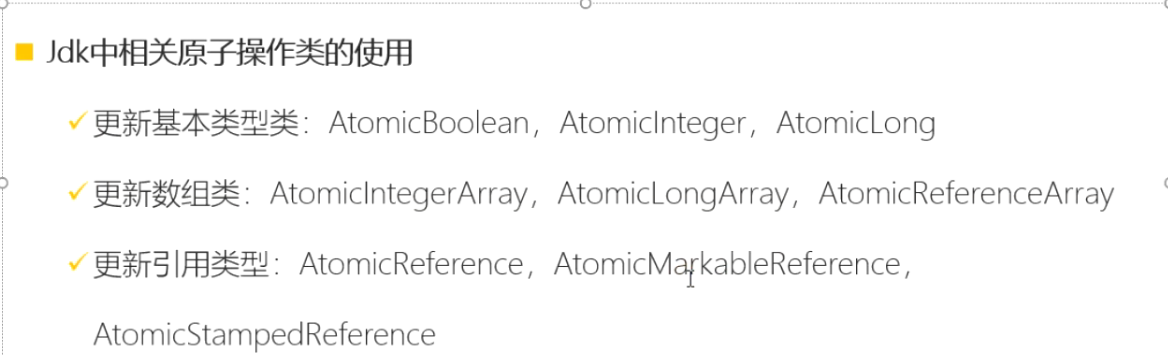 Jdk中相关原子操作类的使用
更新基本类型类：AtomicBoolean，AtomicInteger，AtomicLong
更新数组类：AtomicIntegerArray，AtomicLongArray，AtomicReferenceArray
更新引用类型：AtomicReference，AtomicMarkableReference，
AtomicStampedReference